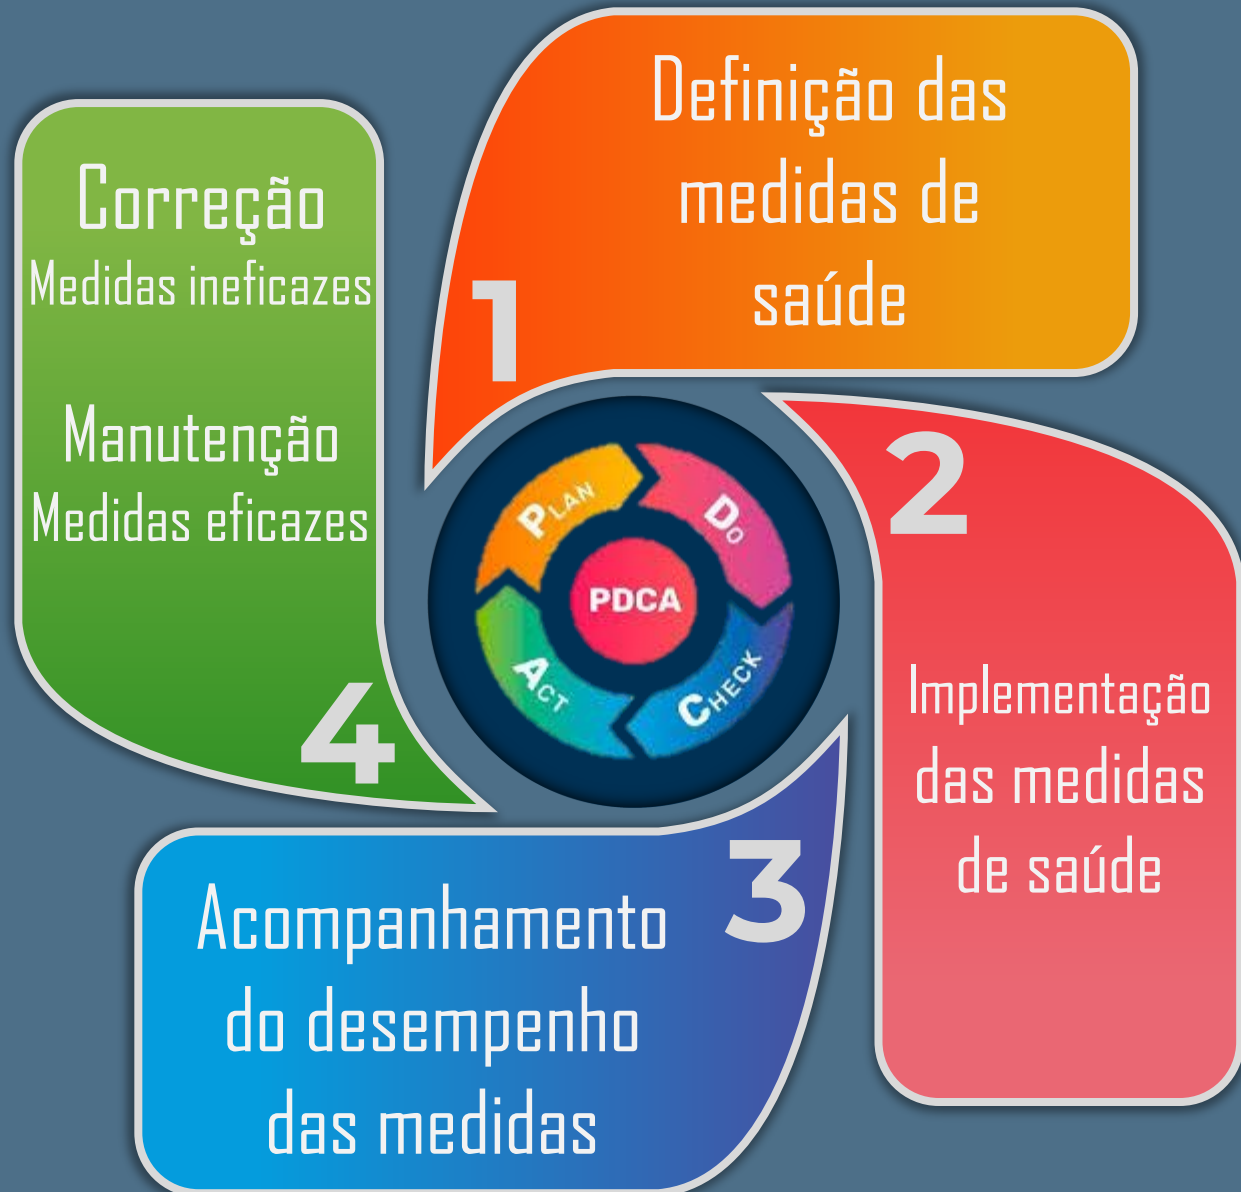 1
Definição das
medidas de
saúde
2
Implementação
das medidas
de saúde
3
Acompanhamento
do desempenho
das medidas
4
Correção
Medidas ineficazes
Manutenção
Medidas eficazes
PLAN
DO
CHECK
ACT
PDCA